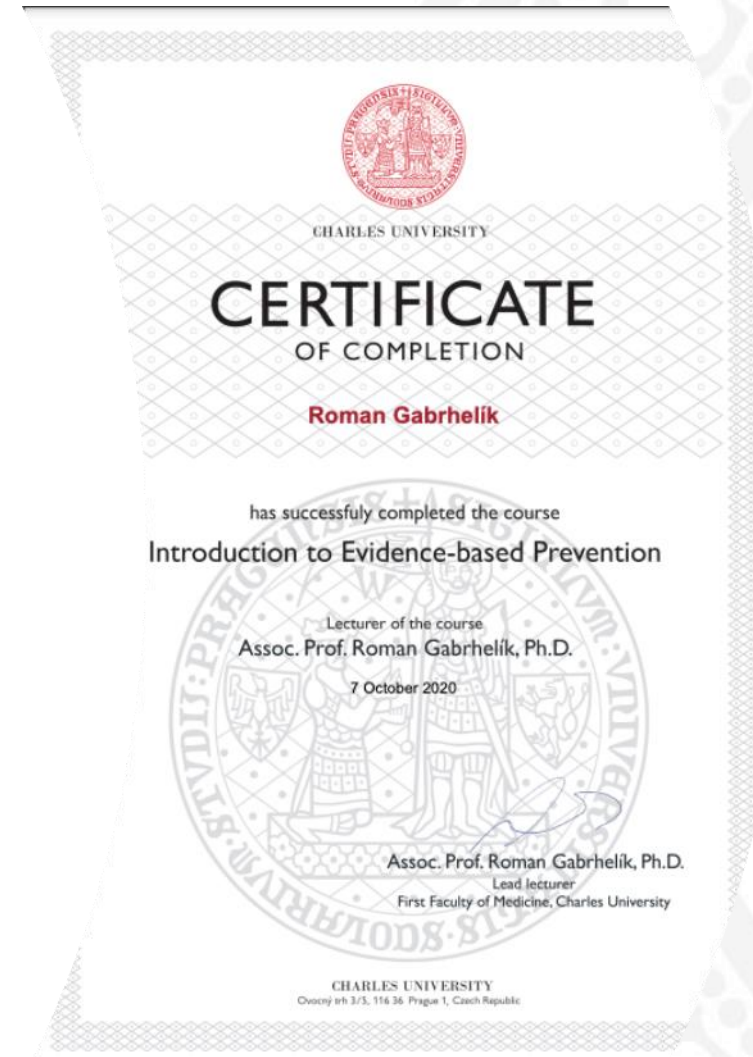 CHARLES UNIVERSITY
CERTIFICATE
OF COMPLETION
Roman Gabrhelík
has successfuly completed the course
Introduction to Evidence-based Prevention
Lecturer of the course
Assoc. Prof. Roman Gabrhelík, Ph.D.
7 October 2020
Assoc. Prof. Roman Gabrhelík, Ph.D.
Lead lecturer
First Faculty of Medicine, Charles University
CHARLES UNIVERSITY
Ovocný trh 3/5, 116 36 Prague 1, Czech Republic